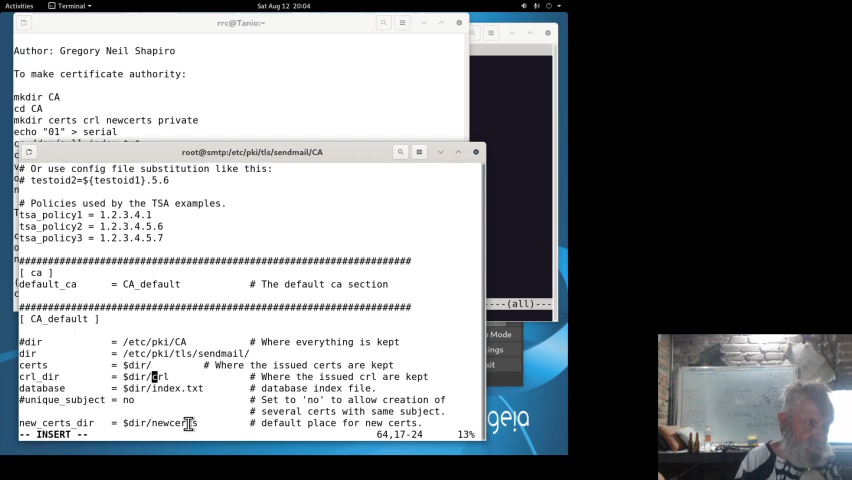 Activities Terminal Sat Aug 12 20:04
rrc@Tanio:~
Author: Gregory Neil Shapiro
To make certificate authority:
mkdir CA
cd CA
mkdir certs crl newcerts private
echo "01" > serial
root@smtp:/etc/pki/tls/sendmail/CA
# Or use config file substitution like this:
# testoid2=${testoid1}.5.6
# Policies used by the TSA examples.
tsa_policy1 = 1.2.3.4.1
tsa_policy2 = 1.2.3.4.5.6
tsa_policy3 = 1.2.3.4.5.7
####################################################################
[ ca ]
default_ca = CA_default # The default ca section
####################################################################
[ CA_default ]
#dir = /etc/pki/CA # Where everything is kept
dir = /etc/pki/tls/sendmail/
certs = $dir/ # Where the issued certs are kept
crl_dir = $dir/crl # Where the issued crl are kept
database = $dir/index.txt # database index file.
#unique_subject = no # Set to 'no' to allow creation of
# several certs with same subject.
new_certs_dir = $dir/newcerts # default place for new certs.
-- INSERT -- 64,17-24 13%
----(all)----
Mode
geia